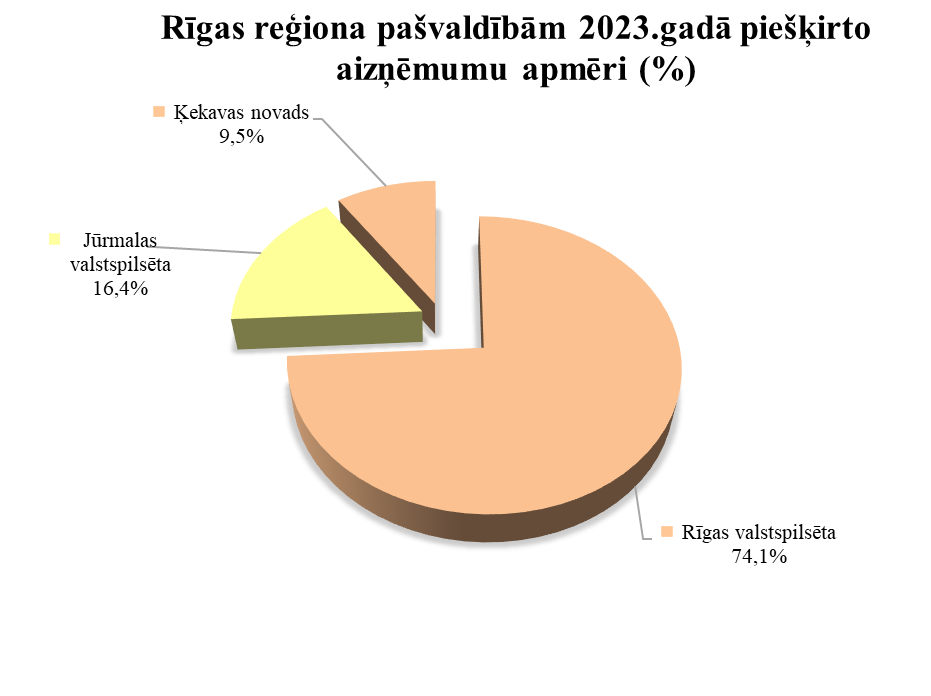 Rīgas reģiona pašvaldībām 2023.gadā piešķirto
aizņēmumu apmēri (%)
Ķekavas novads
9,5%
Jūrmalas
valstspilsēta
16,4%
Rīgas valstspilsēta
74,1%